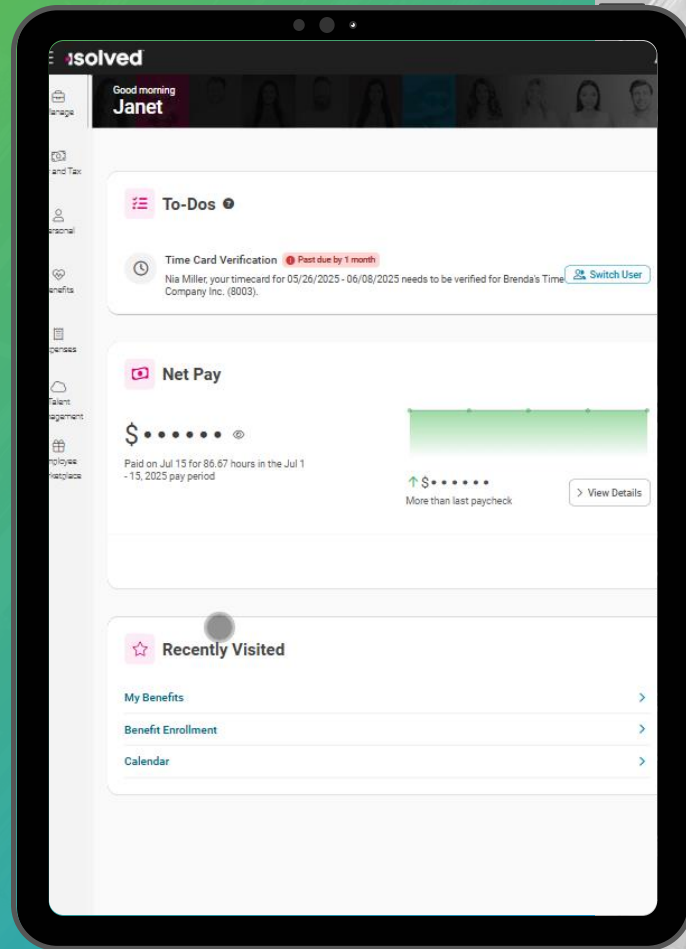 isolved
Good morning
Janet
To-Dos
Time Card Verification
Past due by 1 month
Nia Miller, your timecard for 05/26/2025 - 06/08/2025 needs to be verified for Brenda's Time
Company Inc. (8003).
Switch User
Net Pay
$••••••
Paid on Jul 15 for 86.67 hours in the Jul 1
- 15, 2025 pay period
$••••••
More than last paycheck
View Details
Recently Visited
My Benefits
Benefit Enrollment
Calendar
and Tax
Talent